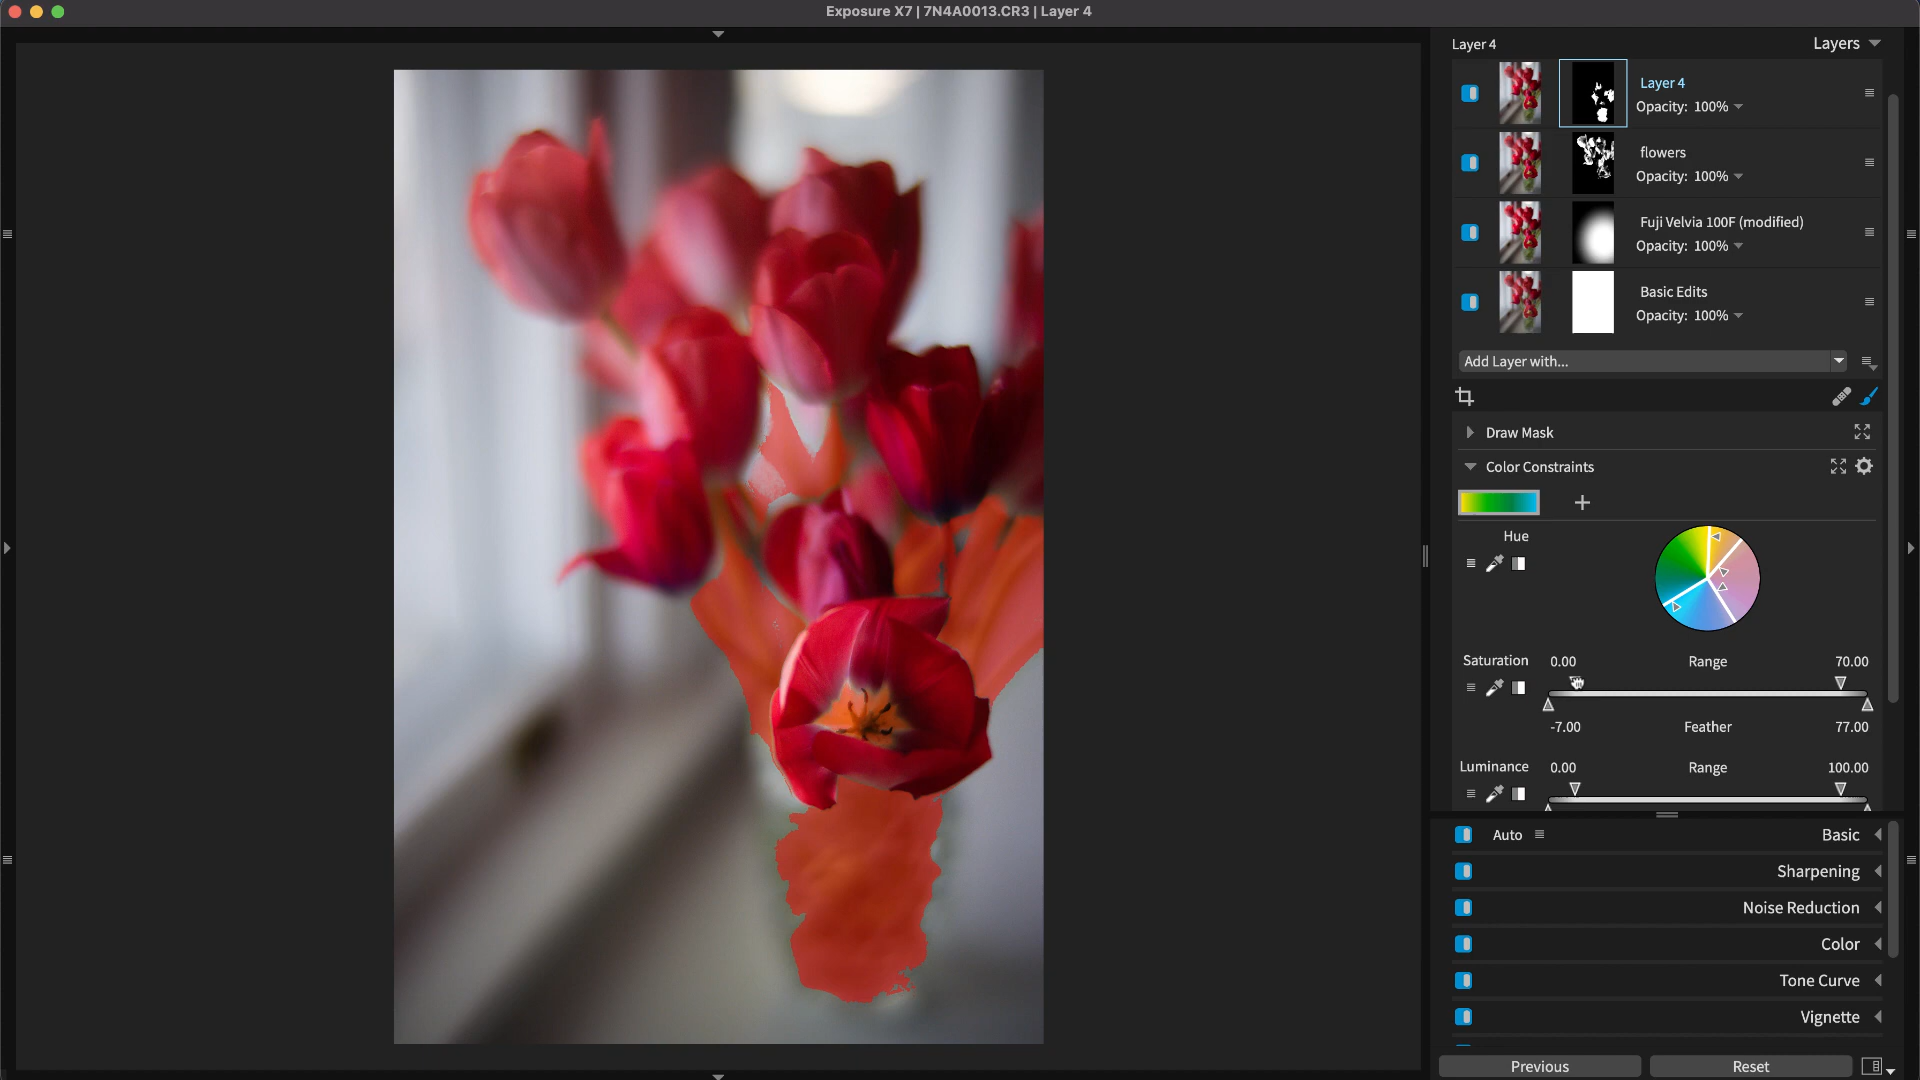 Exposure X7 | 7N4A0013.CR3 | Layer 4
Layer 4
Layers
Layer 4
Opacity: 100%
flowers
Opacity: 100%
Fuji Velvia 100F (modified)
Opacity: 100%
Basic Edits
Opacity: 100%
Add Layer with...
Draw Mask
Color Constraints
Hue
Saturation 0.00 Range 70.00
-7.00 Feather 77.00
Luminance 0.00 Range 100.00
Auto Basic
Sharpening
Noise Reduction
Color
Tone Curve
Vignette
Previous Reset